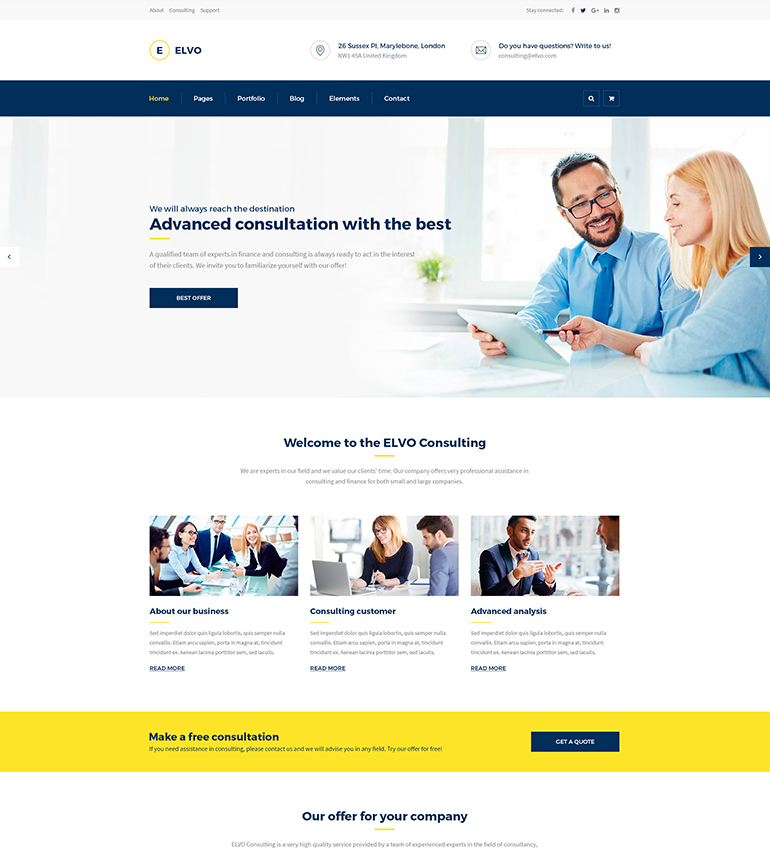 About Consulting Support
Stay connected:
E ELVO
26 Sussex Pl, Marylebone, London
NW1 4SA United Kingdom
Do you have questions? Write to us!
consulting@elvo.com
Home Pages Portfolio Blog Elements Contact
We will always reach the destination
Advanced consultation with the best
A qualified team of experts in finance and consulting is always ready to act in the interest
of their clients. We invite you to familiarize yourself with our offer!
BEST OFFER
Welcome to the ELVO Consulting
We are experts in our field and we value our clients' time. Our company offers very professional assistance in
consulting and finance for both small and large companies.
About our business
Sed imperdiet dolor quis ligula lobortis, quis semper nulla
convallis. Etiam arcu sapien, porta in magna at, tincidunt
tincidunt ex. Aenean lacinia porttitor sem, sed iaculis.
READ MORE
Consulting customer
Sed imperdiet dolor quis ligula lobortis, quis semper nulla
convallis. Etiam arcu sapien, porta in magna at, tincidunt
tincidunt ex. Aenean lacinia porttitor sem, sed iaculis.
READ MORE
Advanced analysis
Sed imperdiet dolor quis ligula lobortis, quis semper nulla
convallis. Etiam arcu sapien, porta in magna at, tincidunt
tincidunt ex. Aenean lacinia porttitor sem, sed iaculis.
READ MORE
Make a free consultation
If you need assistance in consulting, please contact us and we will advise you in any field. Try our offer for free!
GET A QUOTE
Our offer for your company
ELVO Consulting is a very high quality service provided by a team of experienced experts in the field of consultancy,